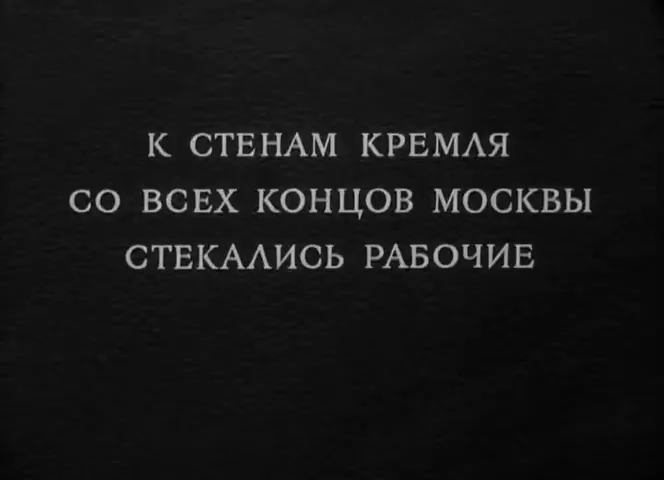 К СТЕНАМ КРЕМЛЯ
СО ВСЕХ КОНЦОВ МОСКВЫ
СТЕКАЛИСЬ РАБОЧИЕ